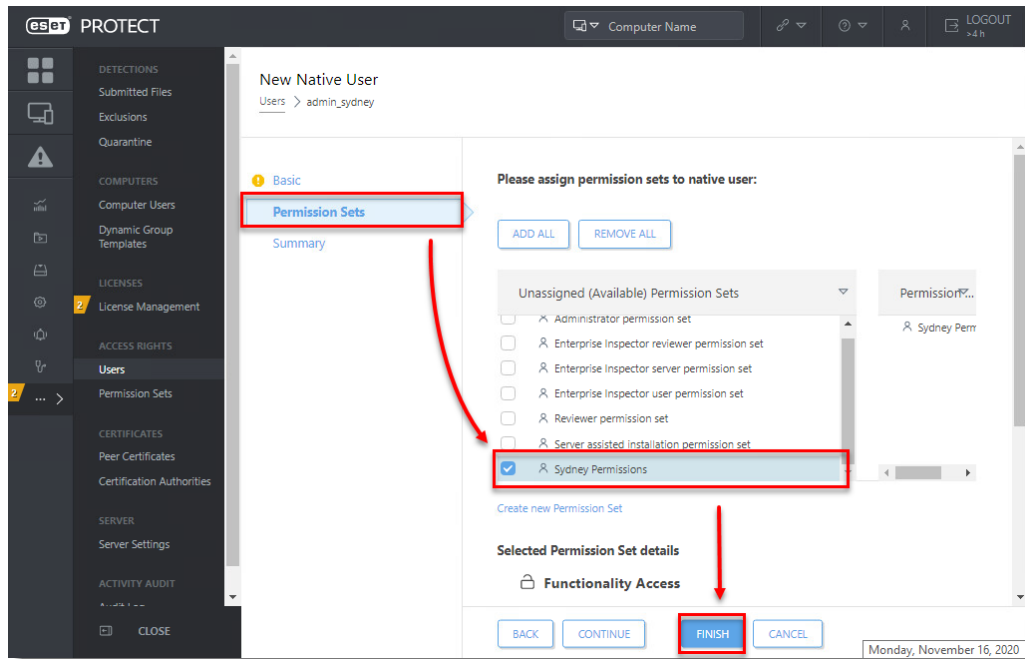 eset PROTECT
Computer Name
LOGOUT
>4 h
DETECTIONS
Submitted Files
Exclusions
Quarantine
COMPUTERS
Computer Users
Dynamic Group
Templates
LICENSES
2
License Management
ACCESS RIGHTS
Users
2
...
Permission Sets
CERTIFICATES
Peer Certificates
Certification Authorities
SERVER
Server Settings
ACTIVITY AUDIT
Audit Log
CLOSE
New Native User
Users > admin_sydney
Basic
Permission Sets
Summary
Please assign permission sets to native user:
ADD ALL
REMOVE ALL
Unassigned (Available) Permission Sets
Administrator permission set
Enterprise Inspector reviewer permission set
Enterprise Inspector server permission set
Enterprise Inspector user permission set
Reviewer permission set
Server assisted installation permission set
Sydney Permissions
Permission...
Sydney Perm
Create new Permission Set
Selected Permission Set details
Functionality Access
BACK
CONTINUE
FINISH
CANCEL
Monday, November 16, 2020